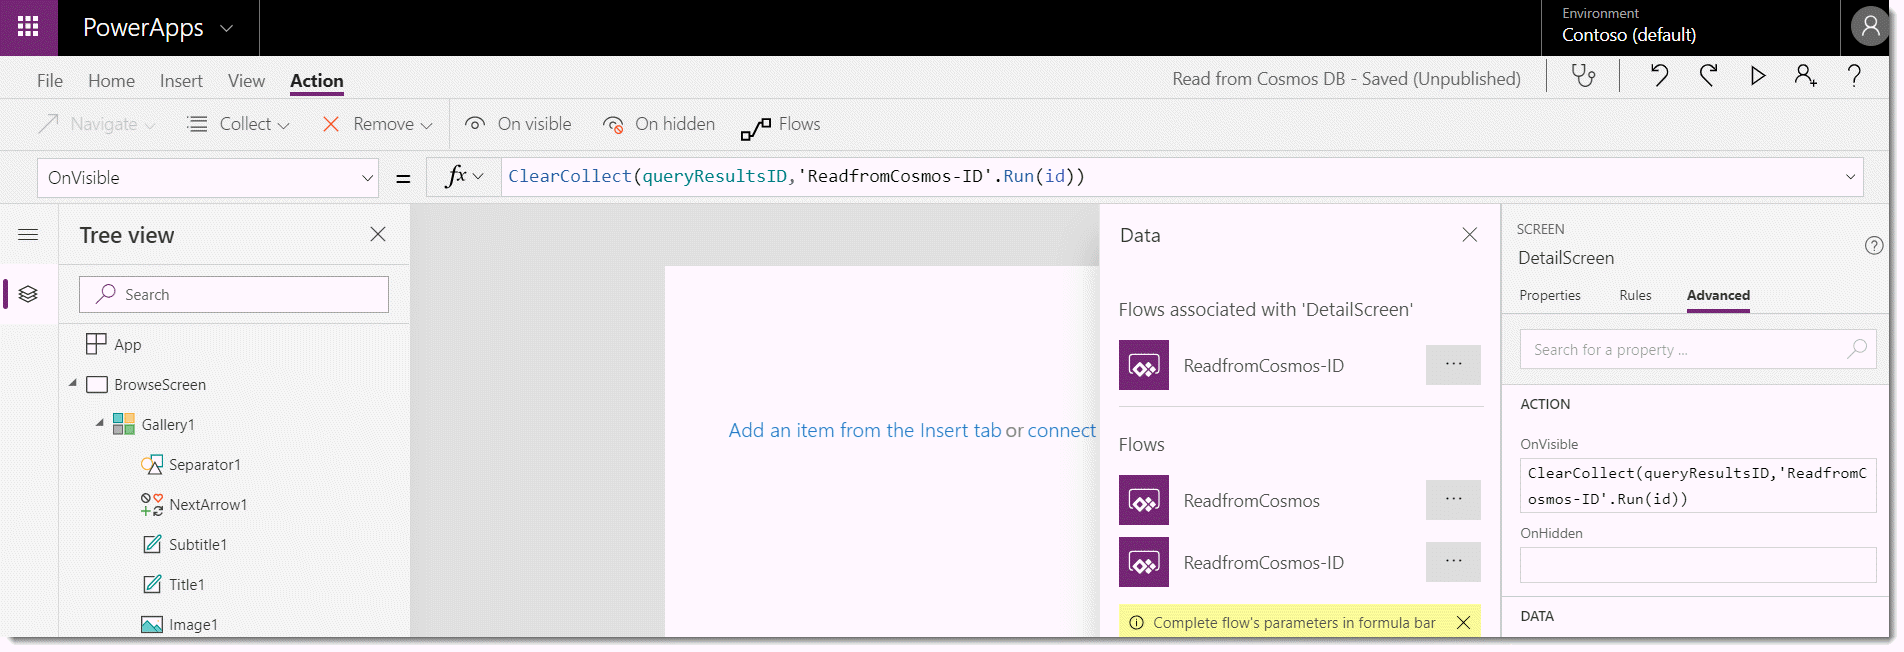 PowerApps
Environment
Contoso (default)
File Home Insert View Action
Read from Cosmos DB - Saved (Unpublished)
Navigate Collect Remove On visible On hidden Flows
OnVisible = fx ClearCollect(queryResultsID,'ReadfromCosmos-ID'.Run(id))
Tree view
Search
App
BrowseScreen
Gallery1
Separator1
NextArrow1
Subtitle1
Title1
Image1
Add an item from the Insert tab or connect
Data
Flows associated with 'DetailScreen'
ReadfromCosmos-ID ...
Flows
ReadfromCosmos ...
ReadfromCosmos-ID ...
Complete flow's parameters in formula bar
SCREEN
DetailScreen
Properties Rules Advanced
Search for a property ...
ACTION
OnVisible
ClearCollect(queryResultsID,'ReadfromC
osmos-ID'.Run(id))
OnHidden
DATA